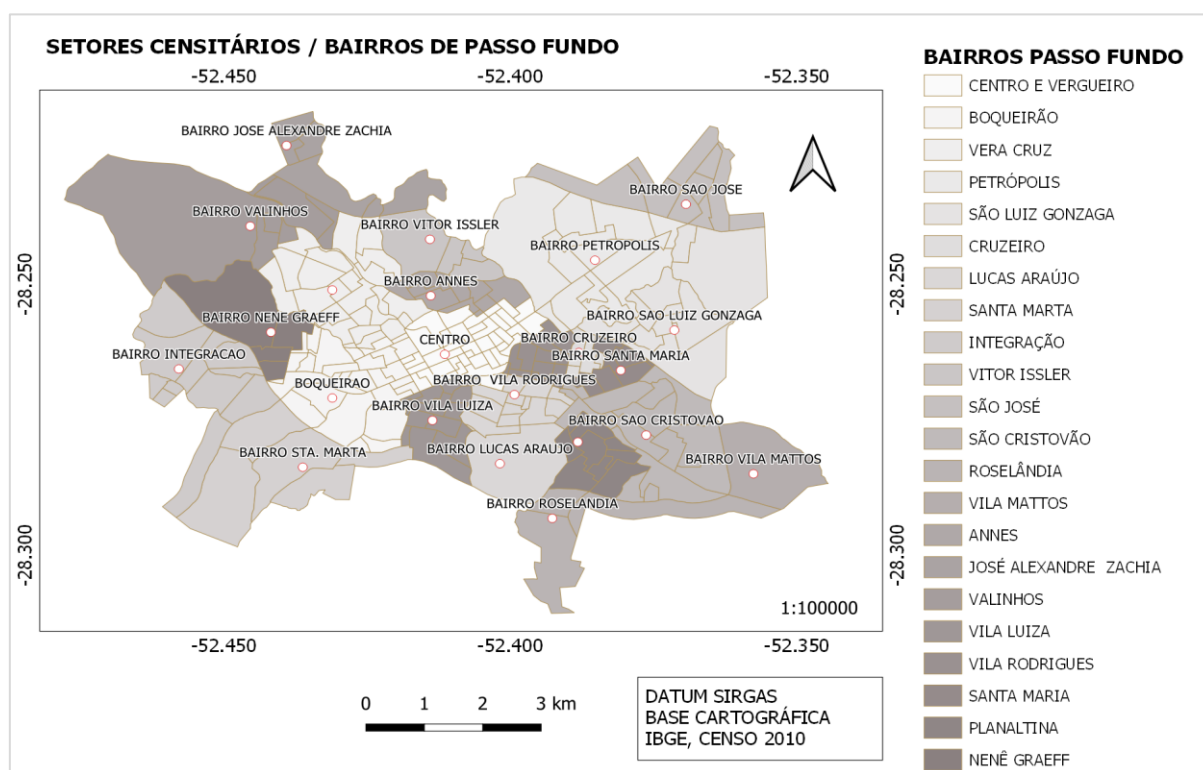 SETORES CENSITÁRIOS / BAIRROS DE PASSO FUNDO
-52.450
-52.400
-52.350
BAIRRO JOSE ALEXANDRE ZACHIA
BAIRRO SAO JOSE
BAIRRO VALINHOS
BAIRRO VITOR ISSLER
BAIRRO PETROPOLIS
-28.250
-28.250
BAIRRO ANNES
BAIRRO NENE GRAEFF
BAIRRO SAO LUIZ GONZAGA
CENTRO
BAIRRO CRUZEIRO
BAIRRO INTEGRACAO
BAIRRO SANTA MARIA
BOQUEIRAO
BAIRRO VILA RODRIGUES
BAIRRO VILA LUIZA
BAIRRO SAO CRISTOVAO
BAIRRO STA. MARTA
BAIRRO LUCAS ARAUJO
BAIRRO VILA MATTOS
BAIRRO ROSELANDIA
-28.300
-28.300
1:100000
-52.450
-52.400
-52.350
0 1 2 3 km
DATUM SIRGAS
BASE CARTOGRÁFICA
IBGE, CENSO 2010
BAIRROS PASSO FUNDO
CENTRO E VERGUEIRO
BOQUEIRÃO
VERA CRUZ
PETRÓPOLIS
SÃO LUIZ GONZAGA
CRUZEIRO
LUCAS ARAÚJO
SANTA MARTA
INTEGRAÇÃO
VITOR ISSLER
SÃO JOSÉ
SÃO CRISTOVÃO
ROSELÂNDIA
VILA MATTOS
ANNES
JOSÉ ALEXANDRE ZACHIA
VALINHOS
VILA LUIZA
VILA RODRIGUES
SANTA MARIA
PLANALTINA
NENÊ GRAEFF